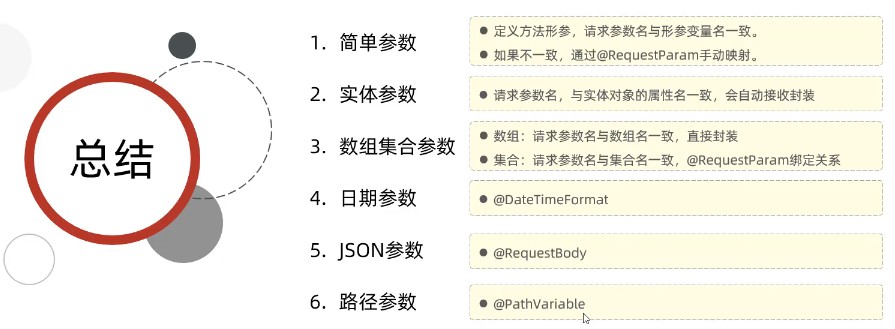 总结
1. 简单参数
● 定义方法形参，请求参数名与形参变量名一致。
● 如果不一致，通过@RequestParam手动映射。
2. 实体参数
● 请求参数名，与实体对象的属性名一致，会自动接收封装
3. 数组集合参数
● 数组：请求参数名与数组名一致，直接封装
● 集合：请求参数名与集合名一致，@RequestParam绑定关系
4. 日期参数
● @DateTimeFormat
5. JSON参数
● @RequestBody
6. 路径参数
● @PathVariable